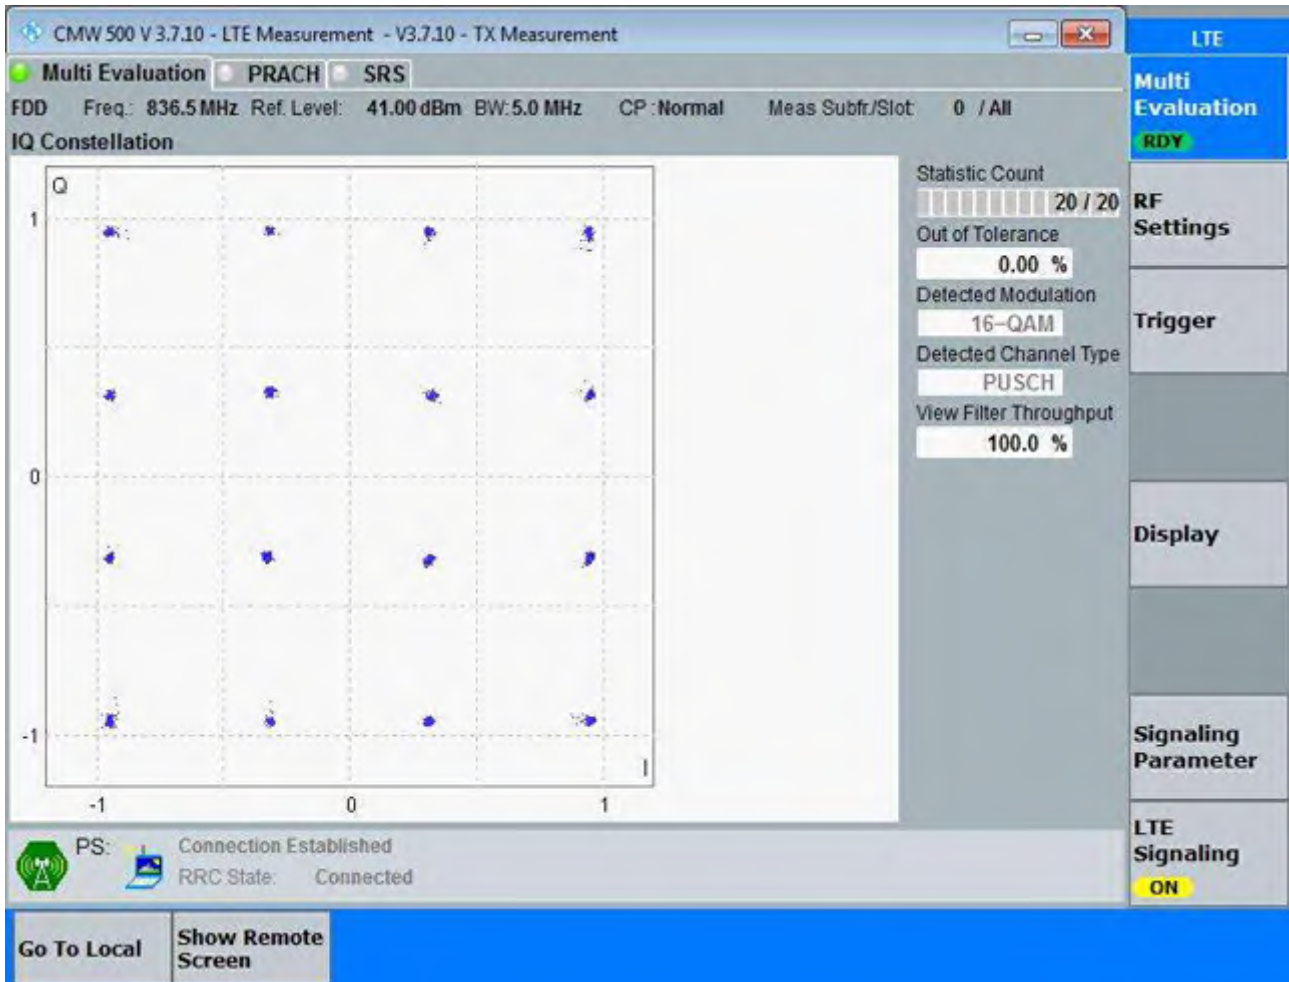 CMW 500 V 3.7.10 - LTE Measurement - V3.7.10 - TX Measurement
LTE
Multi Evaluation PRACH SRS
FDD Freq.: 836.5 MHz Ref. Level: 41.00 dBm BW: 5.0 MHz CP : Normal Meas Subfr./Slot: 0 / All
IQ Constellation
Q
1
0
-1
I
-1 0 1
Statistic Count
20 / 20
Out of Tolerance
0.00 %
Detected Modulation
16-QAM
Detected Channel Type
PUSCH
View Filter Throughput
100.0 %
Multi
Evaluation
RDY
RF
Settings
Trigger
Display
Signaling
Parameter
LTE
Signaling
ON
PS: Connection Established
RRC State: Connected
Go To Local
Show Remote
Screen